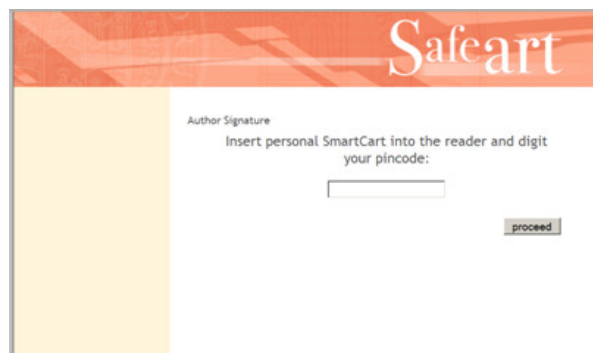 Safeart
Author Signature
Insert personal SmartCart into the reader and digit
your pincode:
proceed